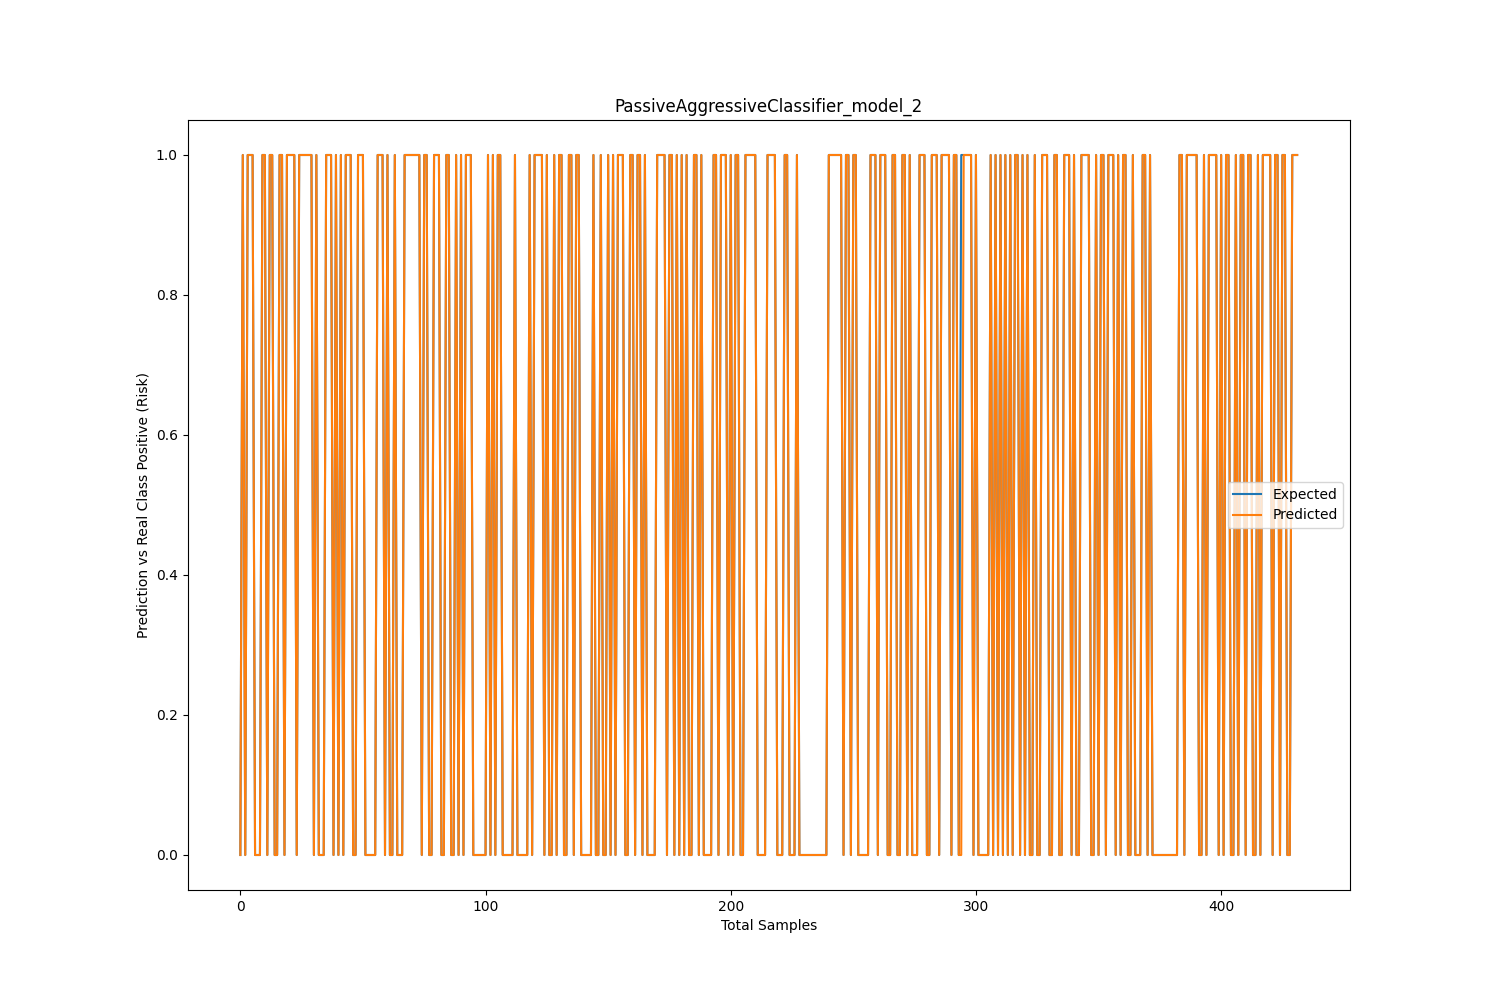 PassiveAggressiveClassifier_model_2
1.0
0.8
0.6
0.4
0.2
0.0
Prediction vs Real Class Positive (Risk)
Expected
Predicted
0
100
200
300
400
Total Samples